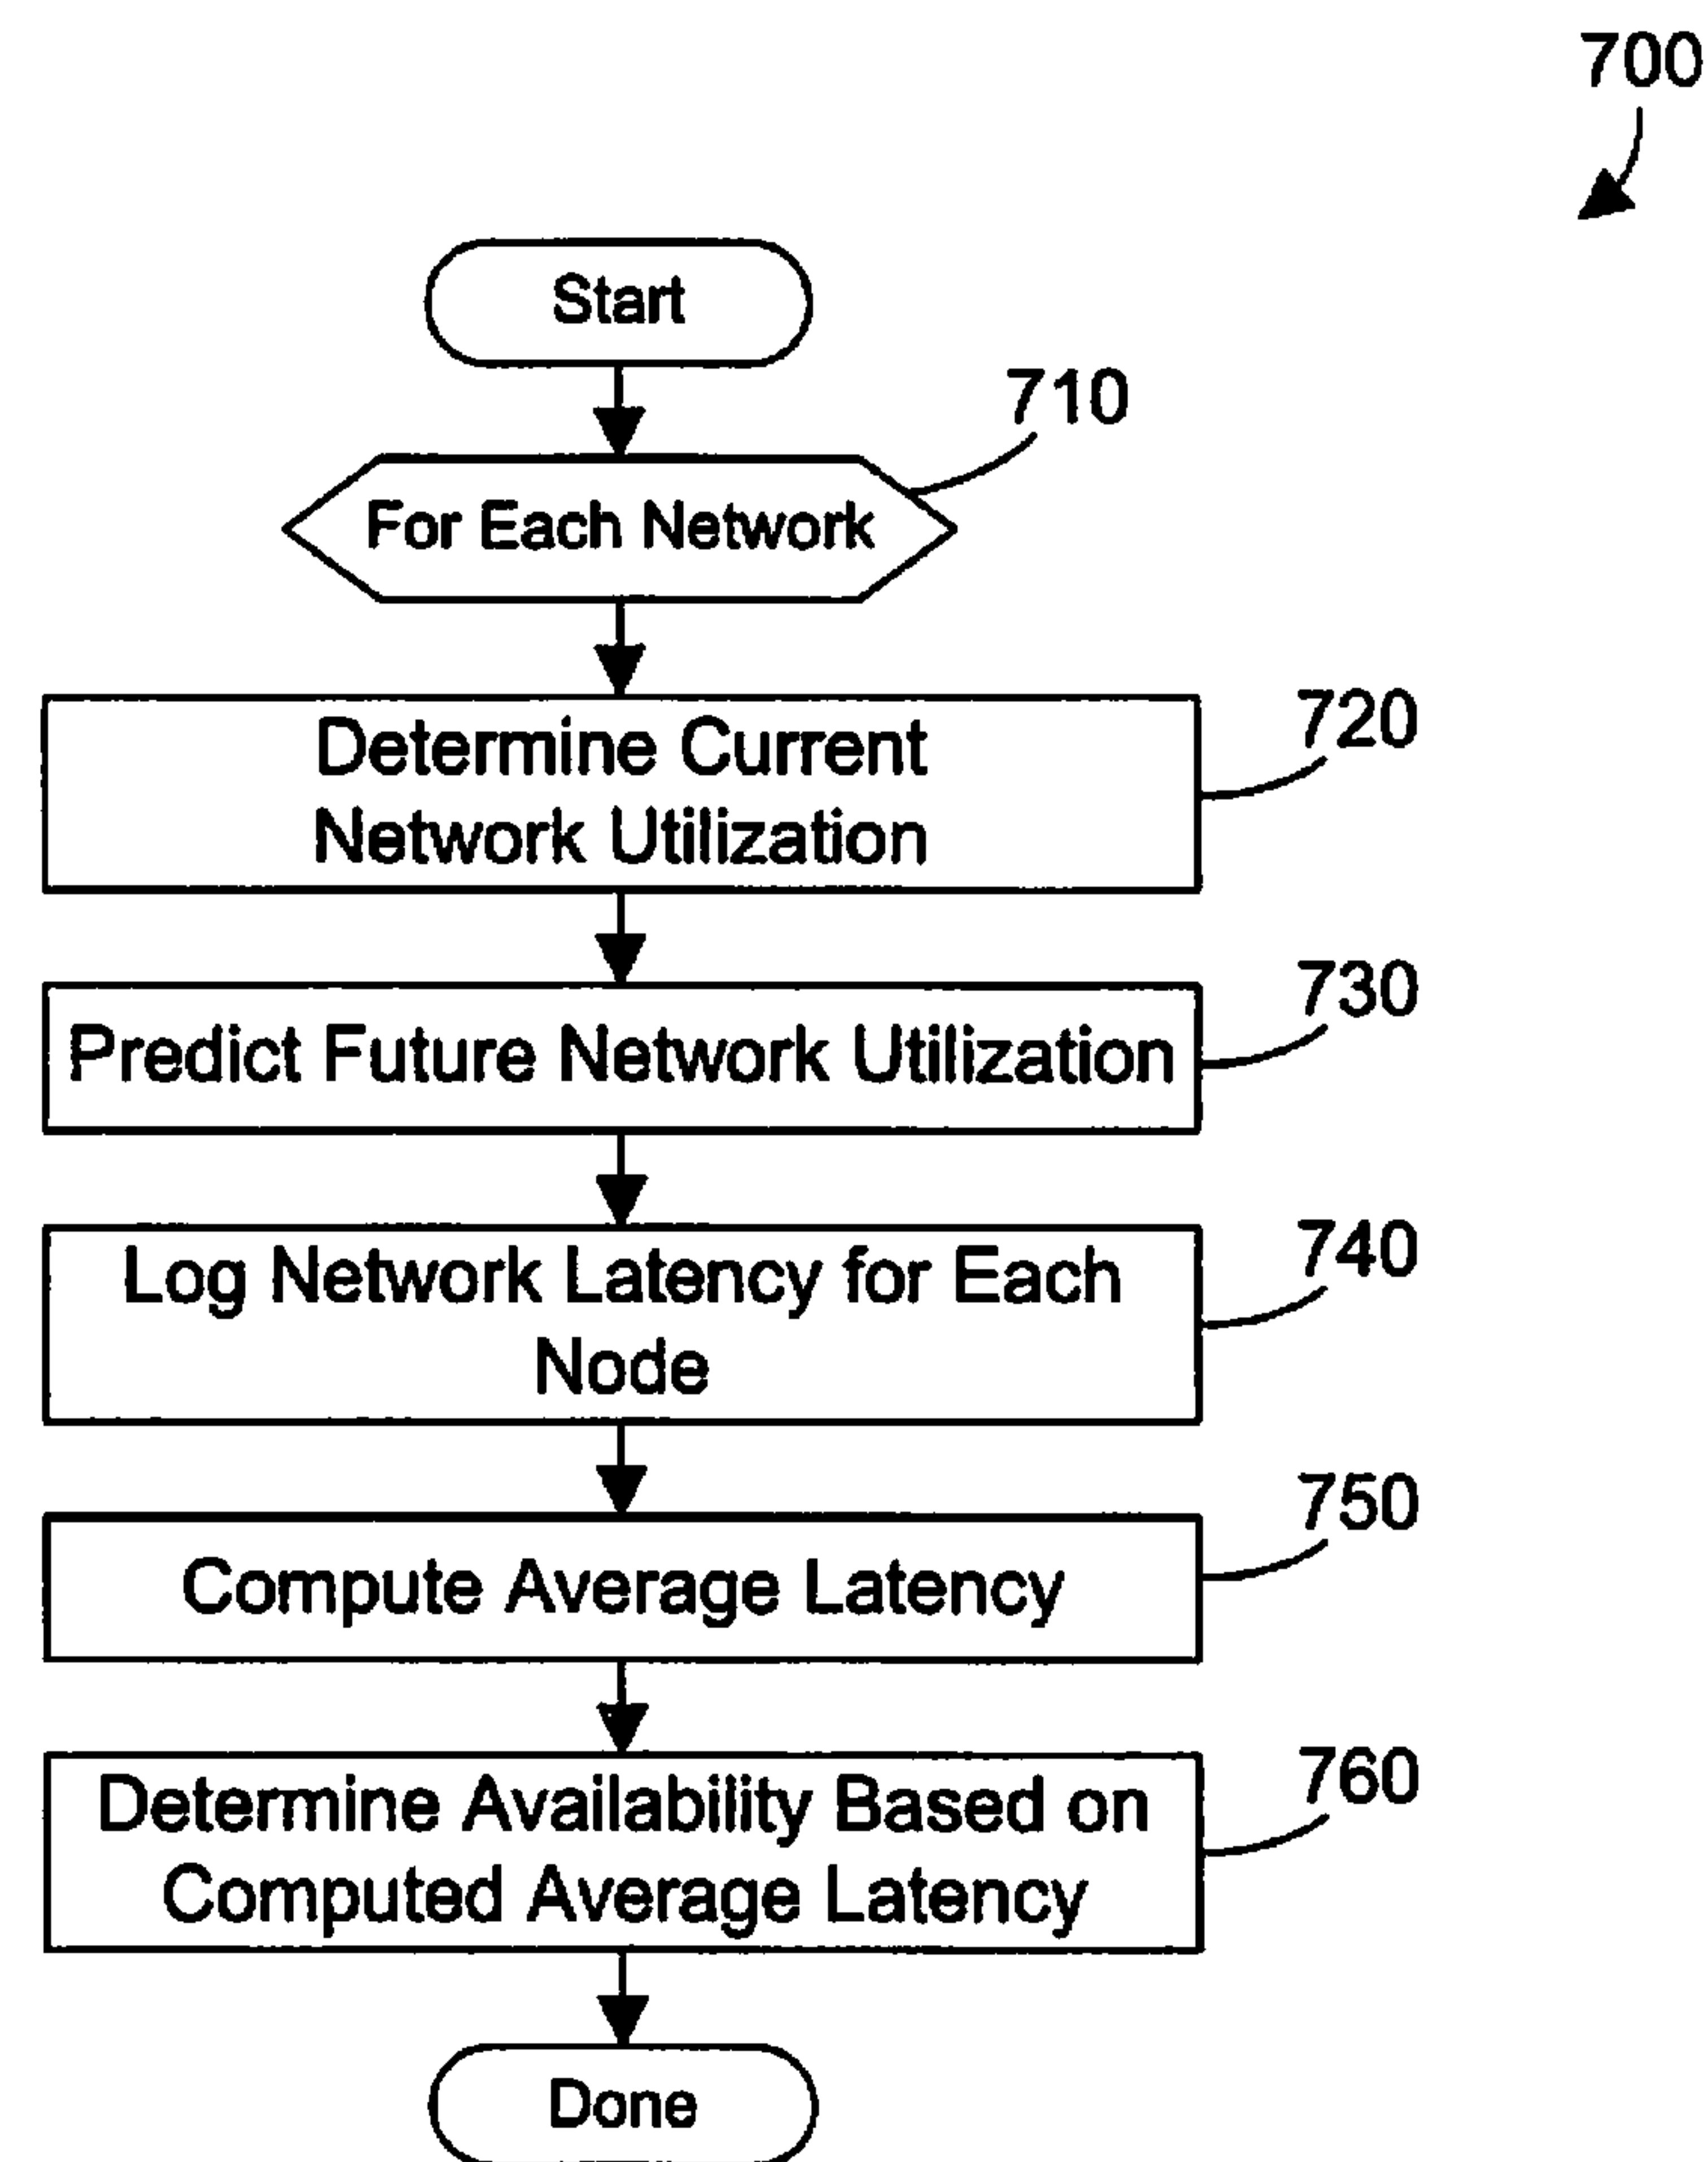 700
Start
710
For Each Network
720
Determine Current
Network Utilization
730
Predict Future Network Utilization
740
Log Network Latency for Each
Node
750
Compute Average Latency
760
Determine Availability Based on
Computed Average Latency
Done